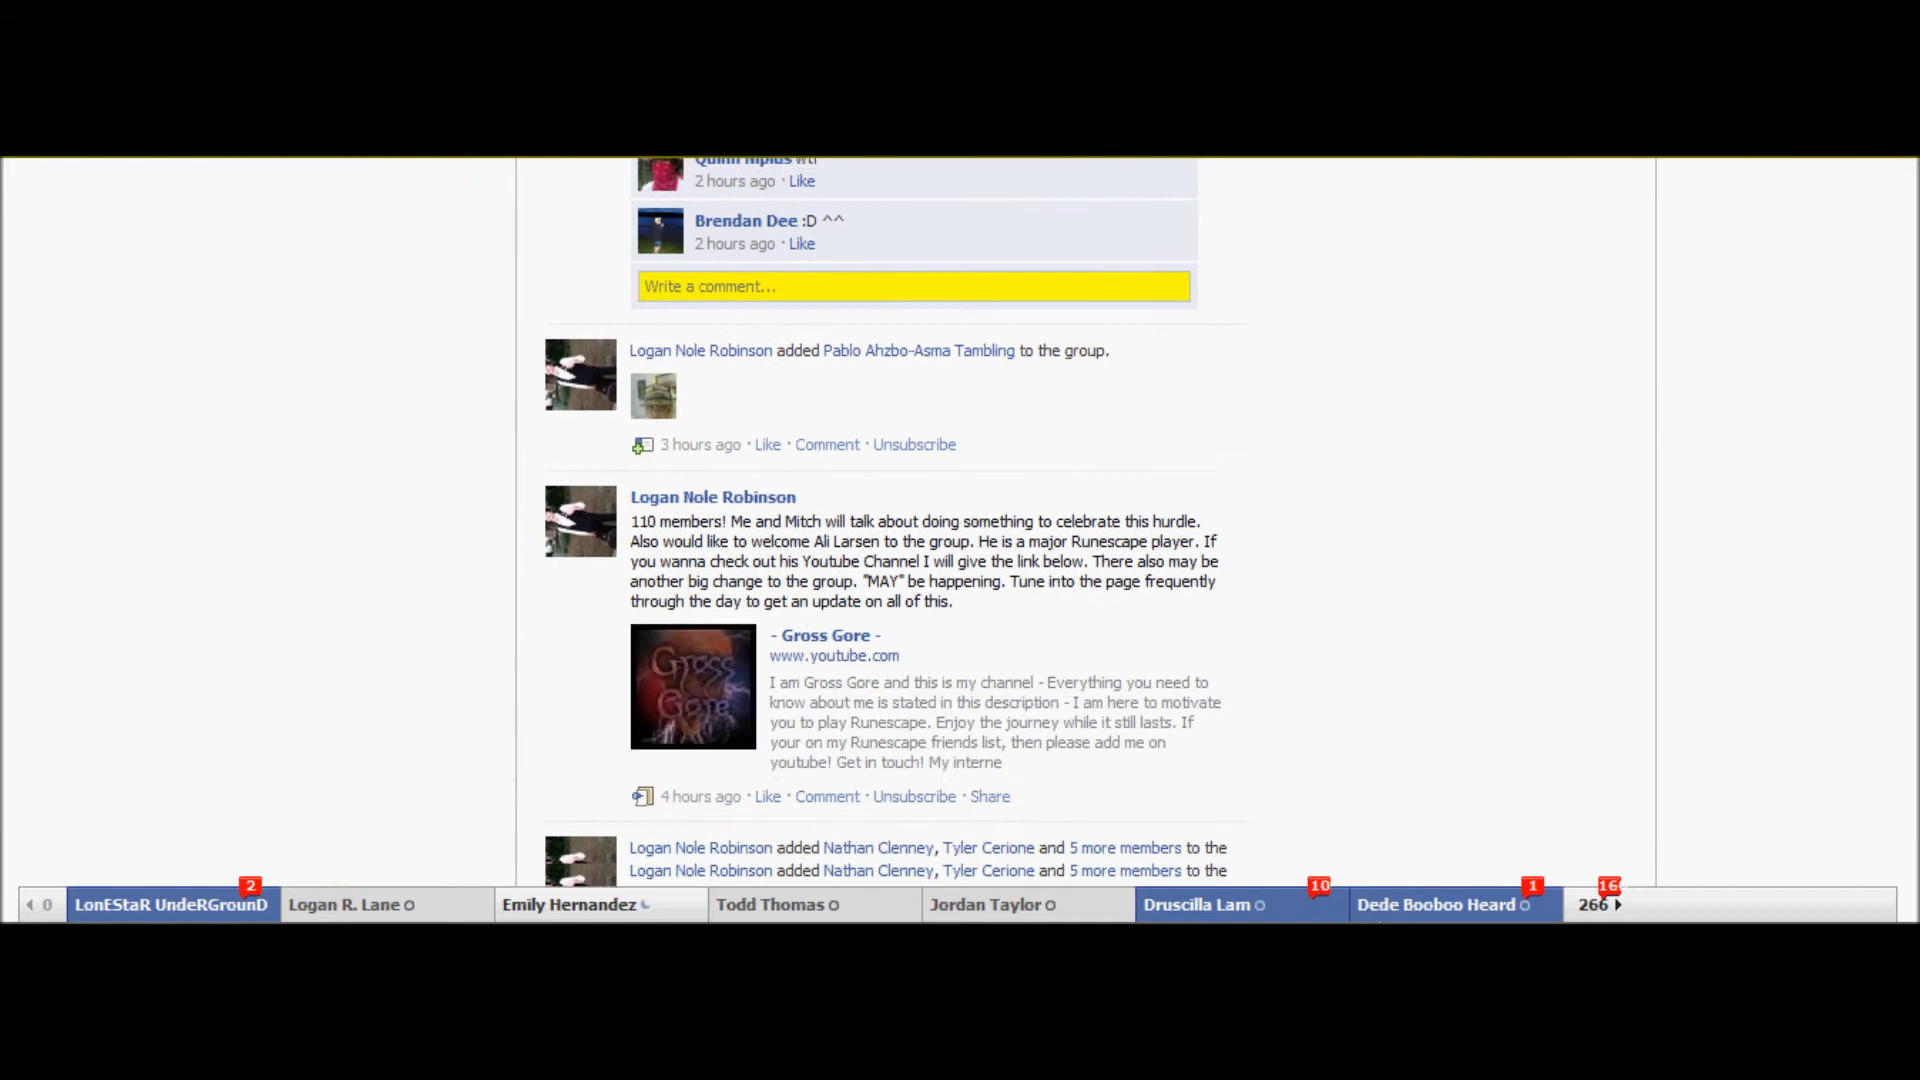 2 hours ago · Like
Brendan Dee :D ^^
2 hours ago · Like
Write a comment...
Logan Nole Robinson added Pablo Ahzbo-Asma Tambling to the group.
3 hours ago · Like · Comment · Unsubscribe
Logan Nole Robinson
110 members! Me and Mitch will talk about doing something to celebrate this hurdle.
Also would like to welcome Ali Larsen to the group. He is a major Runescape player. If
you wanna check out his Youtube Channel I will give the link below. There also may be
another big change to the group. "MAY" be happening. Tune into the page frequently
through the day to get an update on all of this.
Gross
Gore
- Gross Gore -
www.youtube.com
I am Gross Gore and this is my channel - Everything you need to
know about me is stated in this description - I am here to motivate
you to play Runescape. Enjoy the journey while it still lasts. If
your on my Runescape friends list, then please add me on
youtube! Get in touch! My interne
4 hours ago · Like · Comment · Unsubscribe · Share
Logan Nole Robinson added Nathan Clenney, Tyler Cerione and 5 more members to the
Logan Nole Robinson added Nathan Clenney, Tyler Cerione and 5 more members to the
0
LonEStaR UndeRGrounD
2
Logan R. Lane
Emily Hernandez
Todd Thomas
Jordan Taylor
Druscilla Lam
10
Dede Booboo Heard
1
266